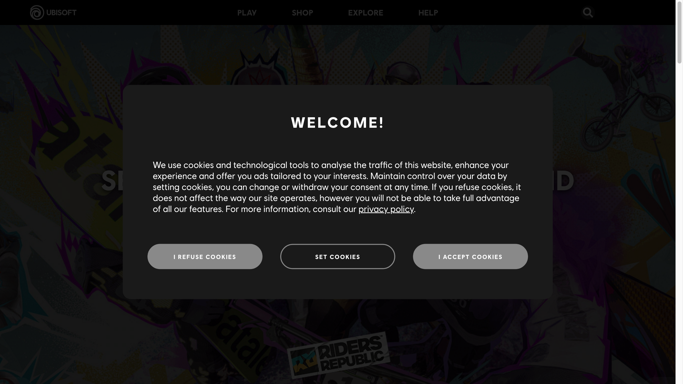 UBISOFT
PLAY SHOP EXPLORE HELP
WELCOME!
We use cookies and technological tools to analyse the traffic of this website, enhance your
experience and offer you ads tailored to your interests. Maintain control over your data by
setting cookies, you can change or withdraw your consent at any time. If you refuse cookies, it
does not affect the way our site operates, however you will not be able to take full advantage
of all our features. For more information, consult our privacy policy.
I REFUSE COOKIES
SET COOKIES
I ACCEPT COOKIES
RIDERS
REPUBLIC